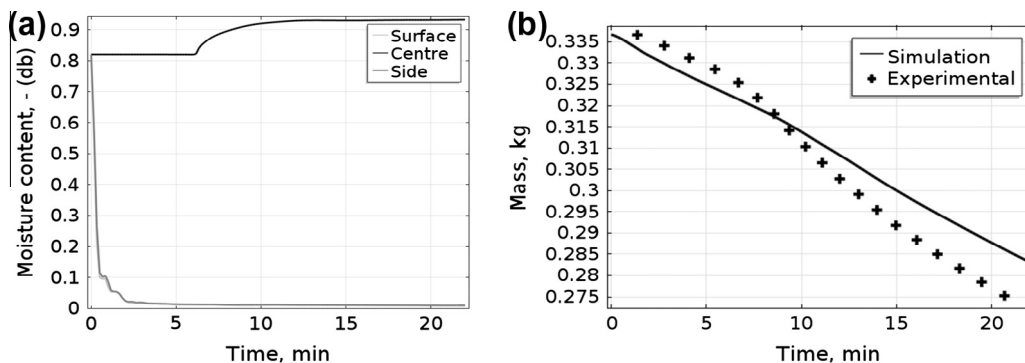 (a)
Moisture content, - (db)
0.9
0.8
0.7
0.6
0.5
0.4
0.3
0.2
0.1
0
Surface
Centre
Side
0 5 10 15 20
Time, min
(b)
Mass, kg
0.335
0.33
0.325
0.32
0.315
0.31
0.305
0.3
0.295
0.29
0.285
0.28
0.275
Simulation
Experimental
0 5 10 15 20
Time, min